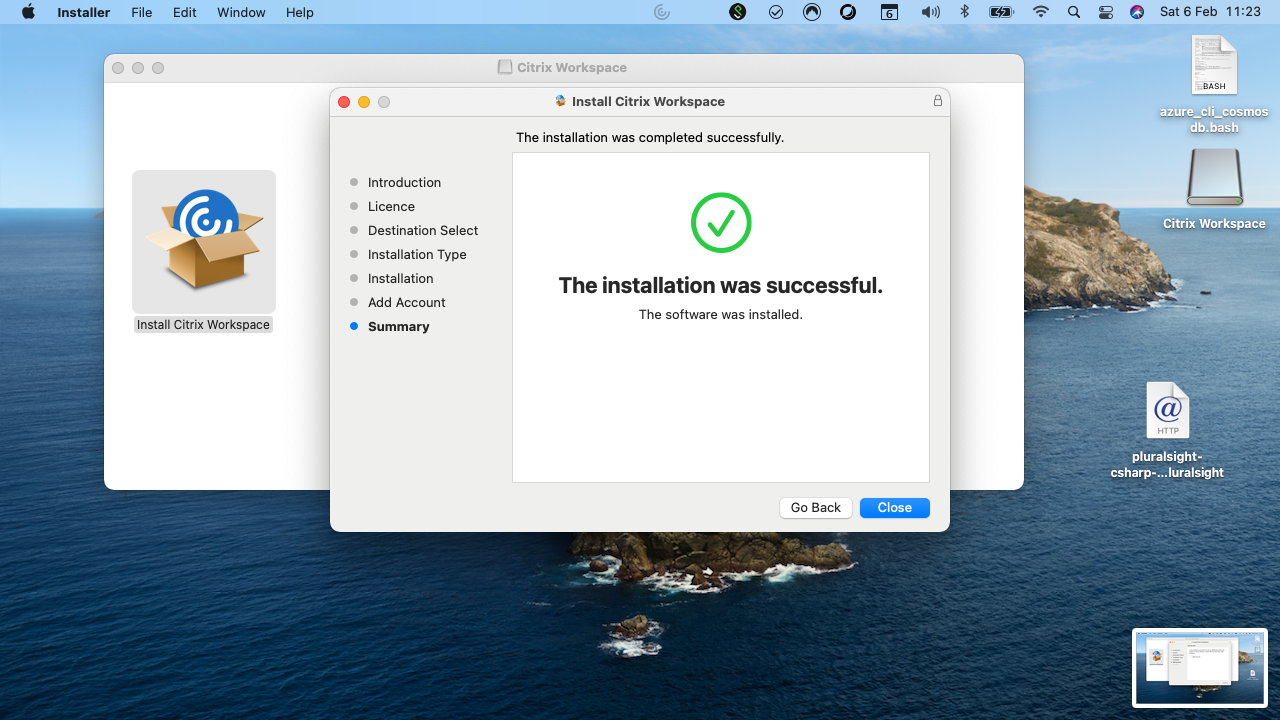 Installer File Edit Window Help 6 Sat 6 Feb 11:23
Citrix Workspace
Install Citrix Workspace
The installation was completed successfully.
Introduction
Licence
Destination Select
Installation Type
Installation
Add Account
Summary
The installation was successful.
The software was installed.
Go Back
Close
Install Citrix Workspace
BASH
azure_cli_cosmos
db.bash
Citrix Workspace
HTTP
pluralsight-
csharp-...luralsight